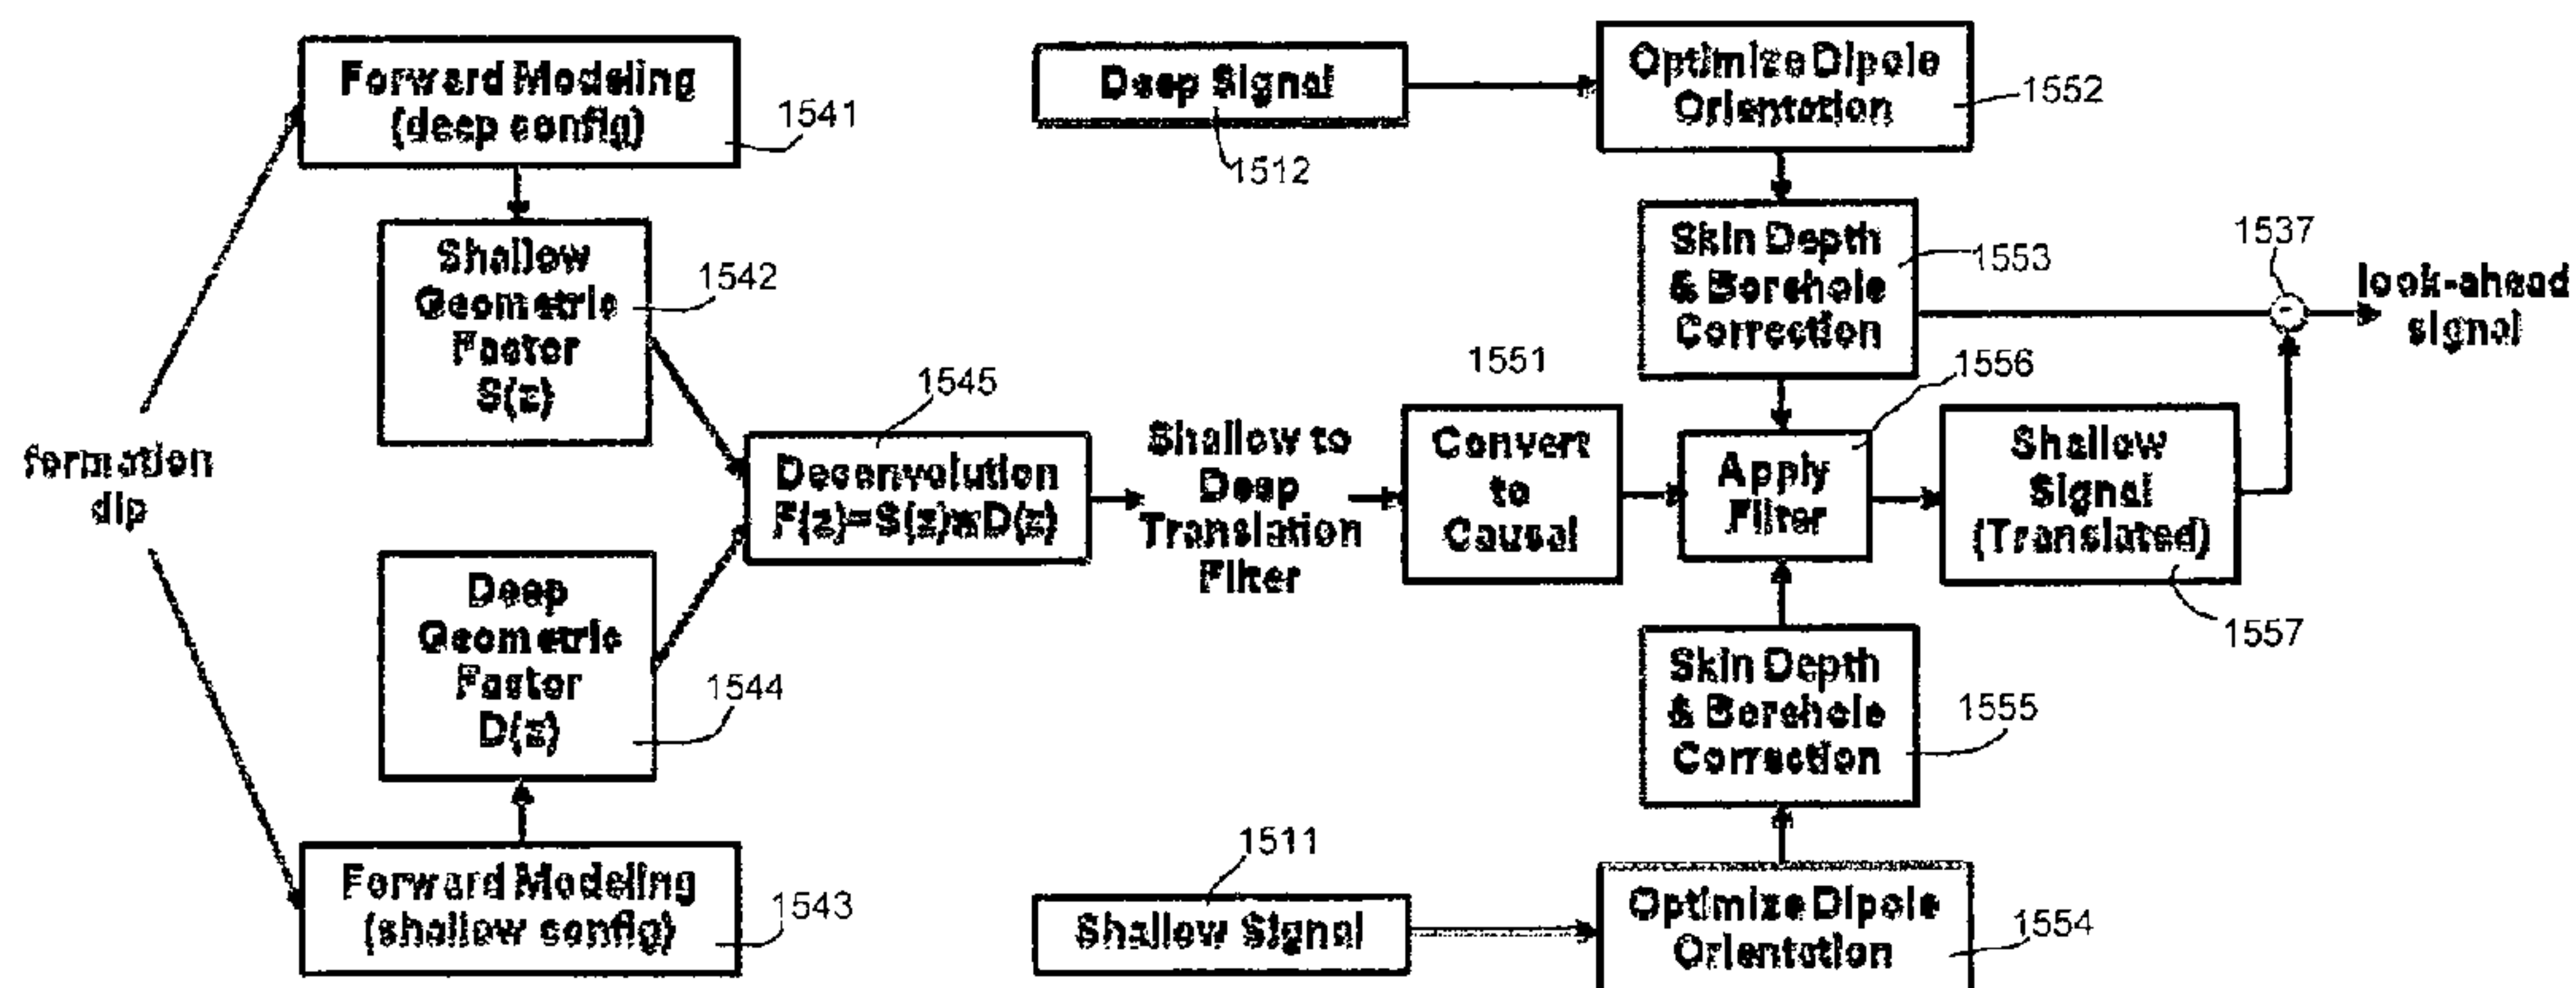 Forward Modeling
(deep config)
1541
Shallow
Geometric
Factor
S(z)
1542
formation
dip
Deep
Geometric
Factor
D(z)
1544
Forward Modeling
(shallow config)
1543
1545
Deconvolution
F(z)=S(z)*D(z)
Shallow to
Deep
Translation
Filter
Deep Signal
1512
Optimize Dipole
Orientation
1552
Skin Depth
& Borehole
Correction
1553
1551
Convert
to
Causal
1556
Apply
Filter
Shallow
Signal
(Translated)
1557
1537
-
look-ahead
signal
Skin Depth
& Borehole
Correction
1555
1511
Shallow Signal
Optimize Dipole
Orientation
1554